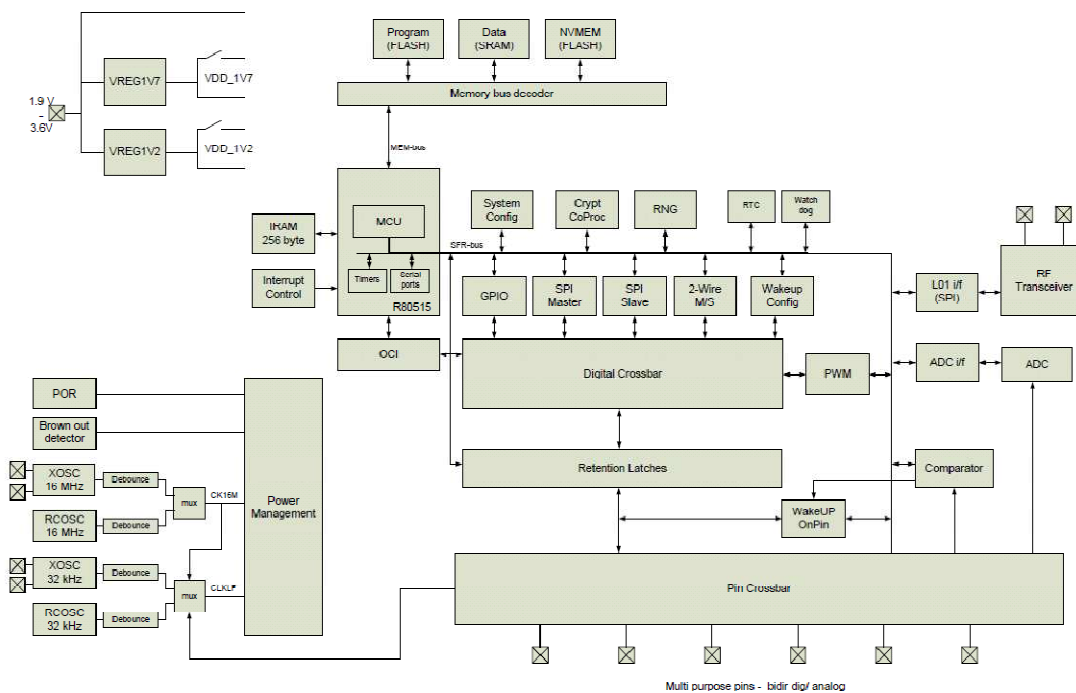 Program
(FLASH)
Data
(SRAM)
NVMEM
(FLASH)
VREG1V7
VDD_1V7
Memory bus decoder
1.9 V
–
3.6V
VREG1V2
VDD_1V2
MEM-bus
MCU
System
Config
Crypt
CoProc
RNG
RTC
Watch
dog
IRAM
256 byte
SFR-bus
Interrupt
Control
Timers
Serial
ports
R80515
GPIO
SPI
Master
SPI
Slave
2-Wire
M/S
Wakeup
Config
L01 i/f
(SPI)
RF
Transceiver
OCI
Digital Crossbar
PWM
ADC i/f
ADC
POR
Brown out
detector
XOSC
16 MHz
Debounce
mux
CK16M
RCOSC
16 MHz
Debounce
Power
Management
Retention Latches
Comparator
WakeUP
OnPin
XOSC
32 kHz
Debounce
mux
CLKLF
RCOSC
32 kHz
Debounce
Pin Crossbar
Multi purpose pins - bidir dig/ analog